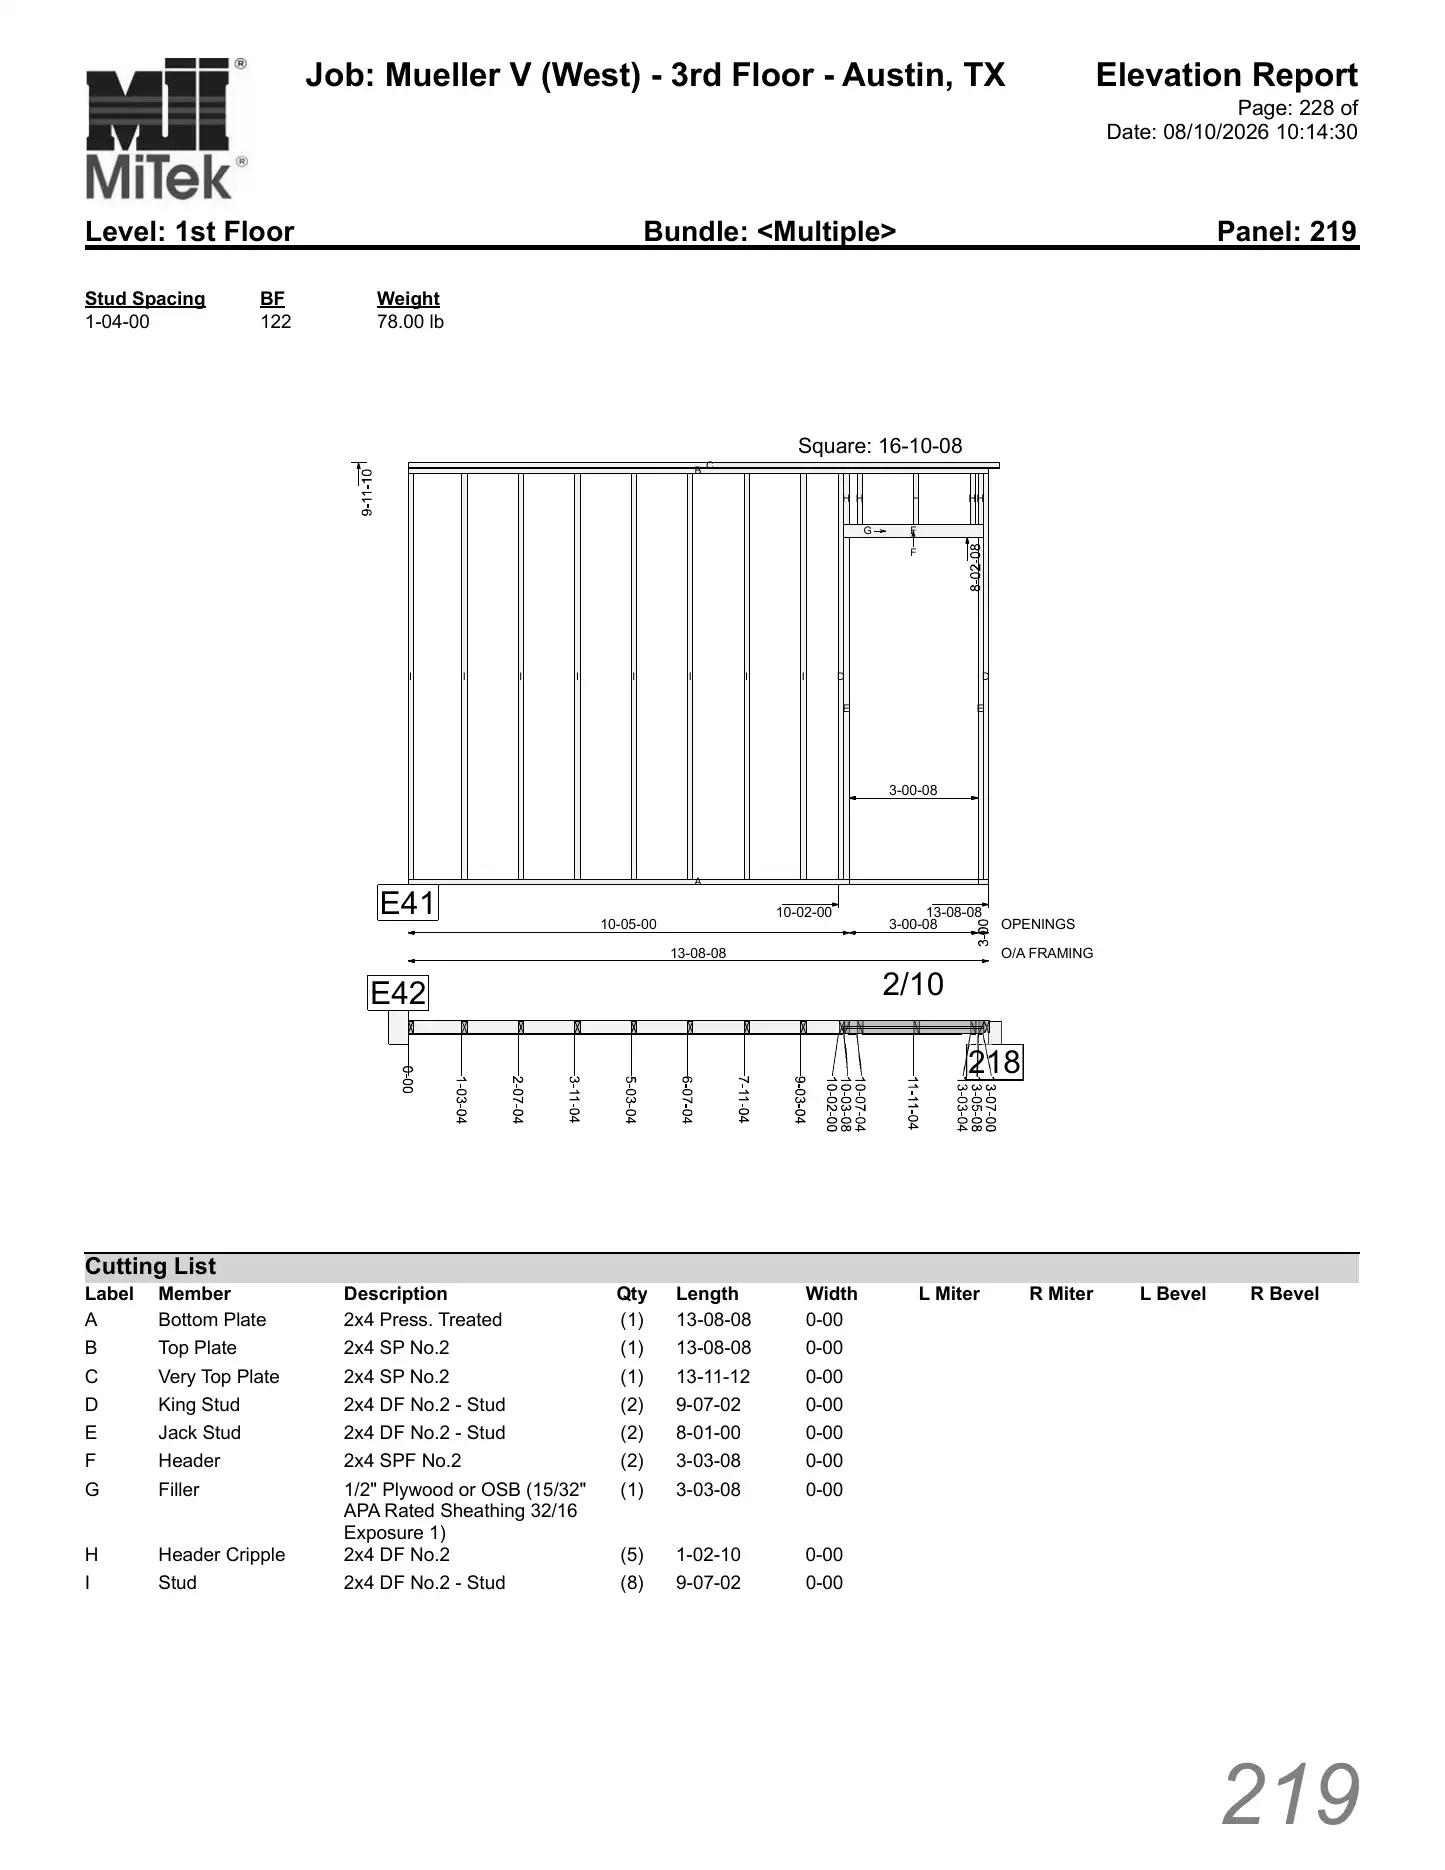 MiTek®
Job: Mueller V (West) - 3rd Floor - Austin, TX
Elevation Report
Page: 228 of
Date: 08/10/2026 10:14:30
Level: 1st Floor Bundle: <Multiple> Panel: 219
Stud Spacing BF Weight
1-04-00 122 78.00 lb
Square: 16-10-08
9-11-10
C
B
H H I H H
G F
F
8-02-08
I I I I I I I I D D
E E
3-00-08
A
E41
10-02-00 13-08-08
10-05-00 3-00-08 3-00 OPENINGS
13-08-08 O/A FRAMING
E42
2/10
218
0-00 1-03-04 2-07-04 3-11-04 5-03-04 6-07-04 7-11-04 9-03-04 10-02-00 10-03-08 10-07-04 11-11-04 3-03-04 3-05-08 3-07-00
Cutting List
Label Member Description Qty Length Width L Miter R Miter L Bevel R Bevel
A Bottom Plate 2x4 Press. Treated (1) 13-08-08 0-00
B Top Plate 2x4 SP No.2 (1) 13-08-08 0-00
C Very Top Plate 2x4 SP No.2 (1) 13-11-12 0-00
D King Stud 2x4 DF No.2 - Stud (2) 9-07-02 0-00
E Jack Stud 2x4 DF No.2 - Stud (2) 8-01-00 0-00
F Header 2x4 SPF No.2 (2) 3-03-08 0-00
G Filler 1/2" Plywood or OSB (15/32" (1) 3-03-08 0-00
APA Rated Sheathing 32/16
Exposure 1)
H Header Cripple 2x4 DF No.2 (5) 1-02-10 0-00
I Stud 2x4 DF No.2 - Stud (8) 9-07-02 0-00
219